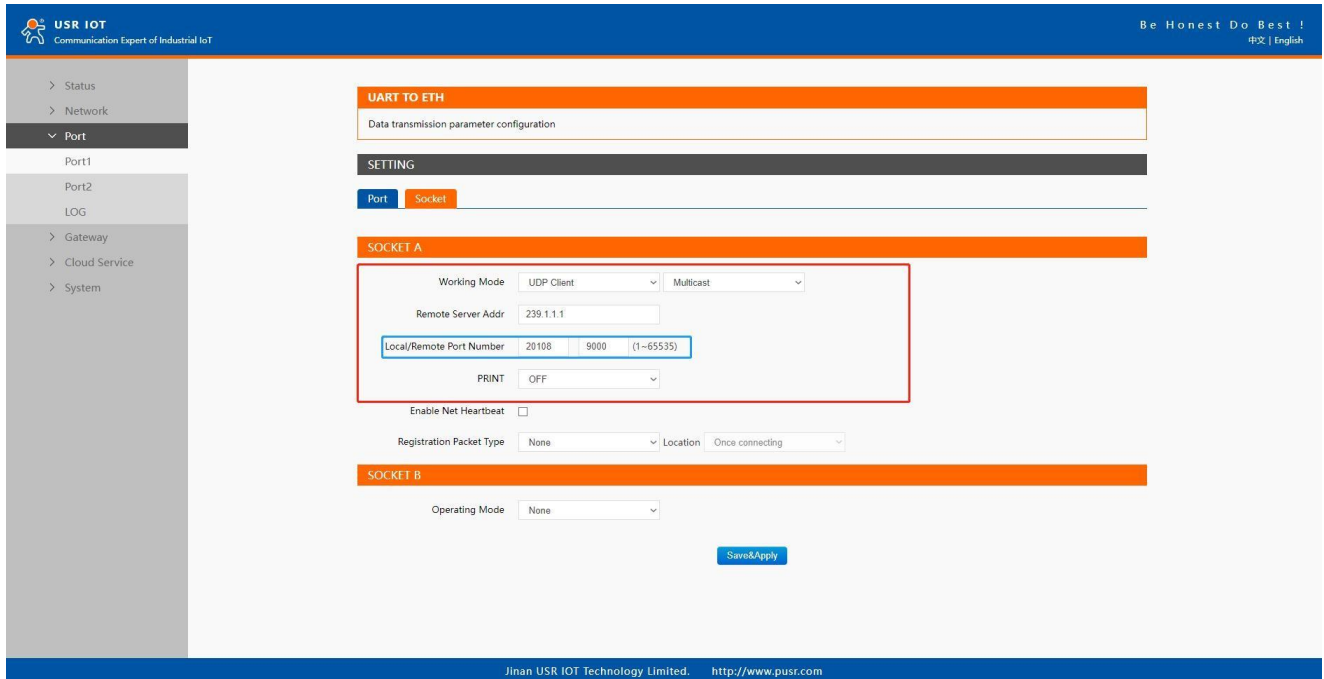 USR IOT
Communication Expert of Industrial IoT
Be Honest Do Best !
中文 | English
Status
Network
Port
Port1
Port2
LOG
Gateway
Cloud Service
System
UART TO ETH
Data transmission parameter configuration
SETTING
Port Socket
SOCKET A
Working Mode UDP Client Multicast
Remote Server Addr 239.1.1.1
Local/Remote Port Number 20108 9000 (1~65535)
PRINT OFF
Enable Net Heartbeat
Registration Packet Type None Location Once connecting
SOCKET B
Operating Mode None
Save&Apply
Jinan USR IOT Technology Limited. http://www.pusr.com